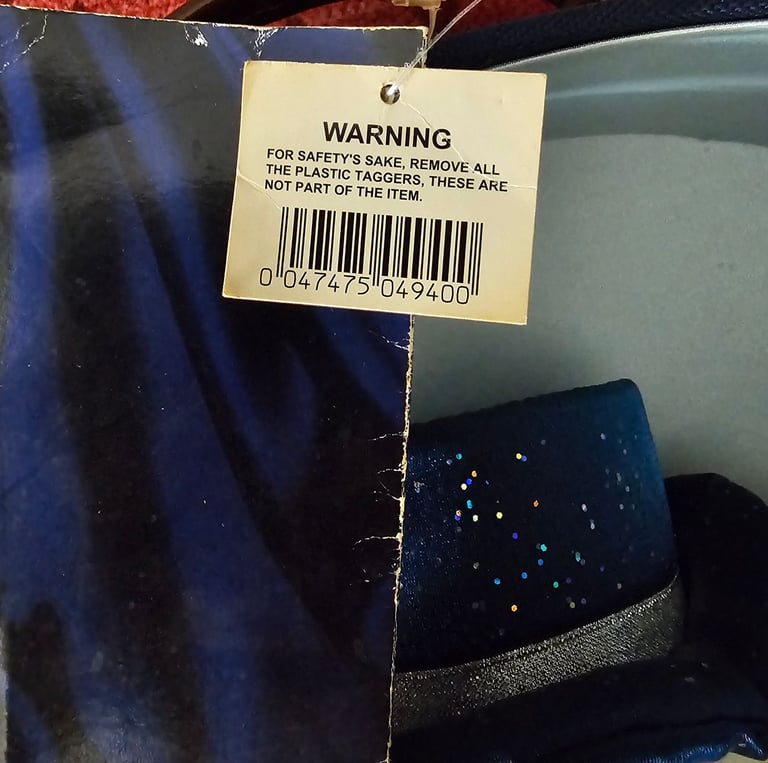 WARNING
FOR SAFETY'S SAKE, REMOVE ALL
THE PLASTIC TAGGERS, THESE ARE
NOT PART OF THE ITEM.
0 047475 049400